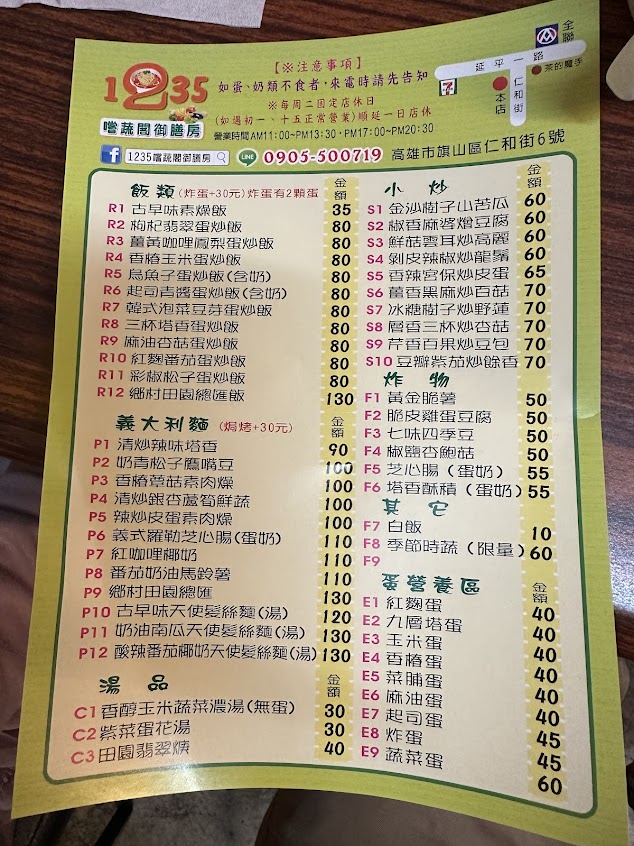 1235
嚐蔬閣御膳房
【※注意事項】
如蛋、奶類不食者,來電時請先告知
※每周二固定店休日
(如遇初一、十五正常營業)順延一日店休
營業時間AM11:00~PM13:30,PM17:00~PM20:30
全聯
延平一路
茶的魔手
仁和街
本店
1235嚐蔬閣御膳房
LINE 0905-500719 高雄市旗山區仁和街6號
飯類(炸蛋+30元)炸蛋有2顆蛋 金額
R1 古早味素燥飯 35
R2 枸杞翡翠蛋炒飯 80
R3 薑黃咖哩鳳梨蛋炒飯 80
R4 香椿玉米蛋炒飯 80
R5 烏魚子蛋炒飯(含奶) 80
R6 起司青醬蛋炒飯(含奶) 80
R7 韓式泡菜豆芽蛋炒飯 80
R8 三杯塔香蛋炒飯 80
R9 麻油杏菇蛋炒飯 80
R10 紅麴番茄蛋炒飯 80
R11 彩椒松子蛋炒飯 80
R12 鄉村田園總匯飯 130
義大利麵 (焗烤+30元) 金額
P1 清炒辣味塔香 90
P2 奶青松子鷹嘴豆 100
P3 香椿蕈菇素肉燥 100
P4 清炒銀杏蘆筍鮮蔬 100
P5 辣炒皮蛋素肉燥 100
P6 義式羅勒芝心腸(蛋奶) 110
P7 紅咖哩椰奶 110
P8 番茄奶油馬鈴薯 110
P9 鄉村田園總匯 130
P10 古早味天使髮絲麵(湯) 120
P11 奶油南瓜天使髮絲麵(湯) 130
P12 酸辣番茄椰奶天使髮絲麵(湯) 130
湯品 金額
C1 香醇玉米蔬菜濃湯(無蛋) 30
C2 紫菜蛋花湯 30
C3 田園翡翠羹 40
小炒 金額
S1 金沙樹子山苦瓜 60
S2 椒香麻婆燴豆腐 60
S3 鮮菇雲耳炒高麗 60
S4 剝皮辣椒炒龍鬚 60
S5 香辣宮保炒皮蛋 65
S6 薑香黑麻炒百菇 70
S7 冰糖樹子炒野蓮 70
S8 層香三杯炒杏菇 70
S9 芹香百果炒豆包 70
S10 豆瓣紫茄炒餘香 70
炸物
F1 黃金脆薯 50
F2 脆皮雞蛋豆腐 50
F3 七味四季豆 50
F4 椒鹽杏鮑菇 50
F5 芝心腸(蛋奶) 55
F6 塔香酥積(蛋奶) 55
其它
F7 白飯 10
F8 季節時蔬(限量) 60
F9
蛋營養區 金額
E1 紅麴蛋 40
E2 九層塔蛋 40
E3 玉米蛋 40
E4 香椿蛋 40
E5 菜脯蛋 40
E6 麻油蛋 40
E7 起司蛋 45
E8 炸蛋 45
E9 蔬菜蛋 60